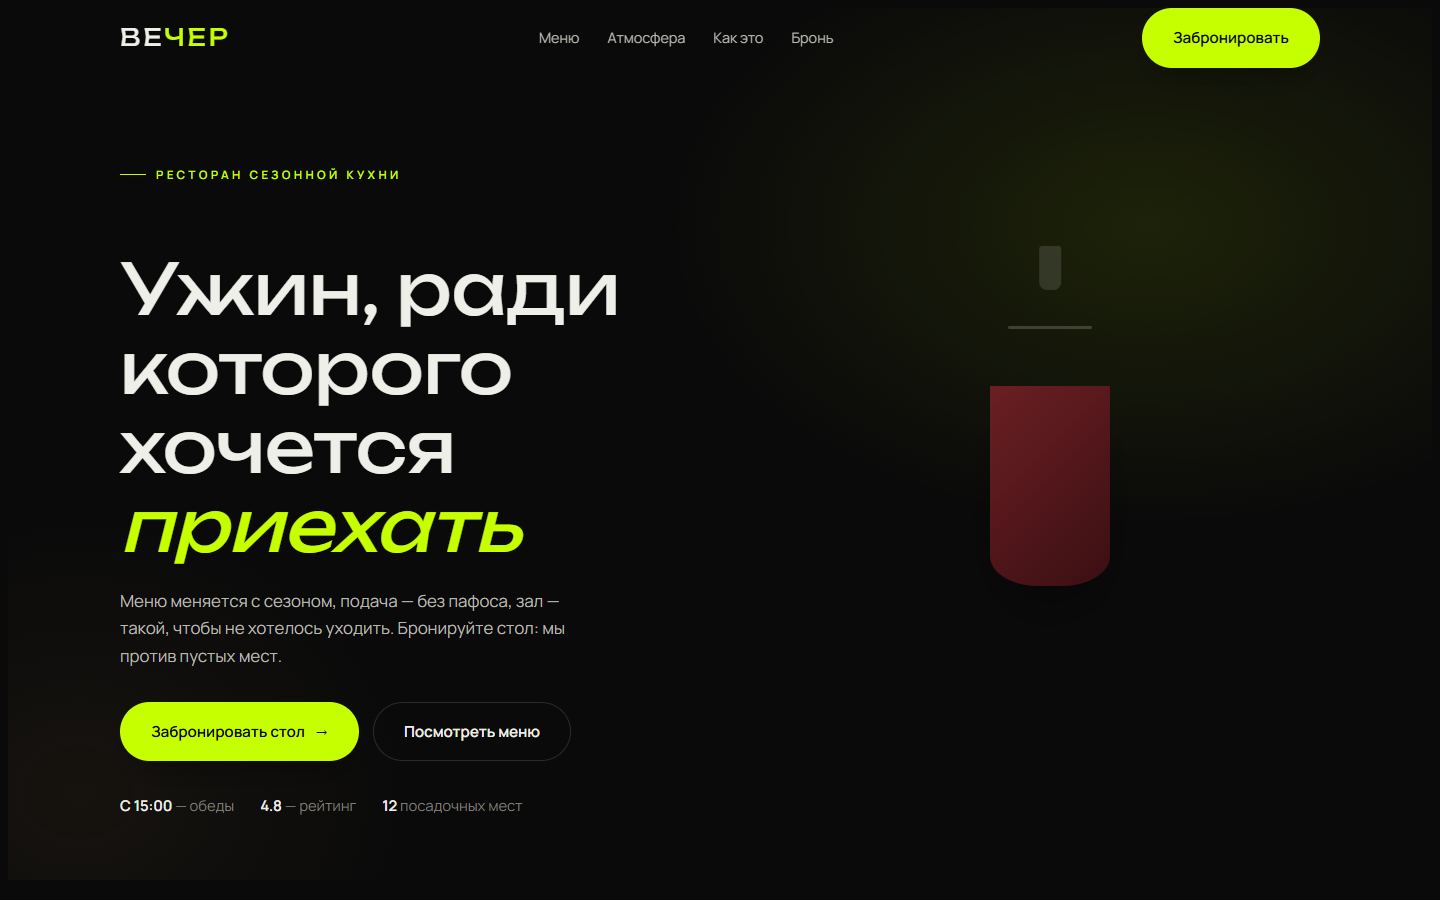 ВЕЧЕР
Меню
Атмосфера
Как это
Бронь
Забронировать
РЕСТОРАН СЕЗОННОЙ КУХНИ
Ужин, ради
которого
хочется
приехать
Меню меняется с сезоном, подача — без пафоса, зал —
такой, чтобы не хотелось уходить. Бронируйте стол: мы
против пустых мест.
Забронировать стол →
Посмотреть меню
С 15:00 — обеды
4.8 — рейтинг
12 посадочных мест